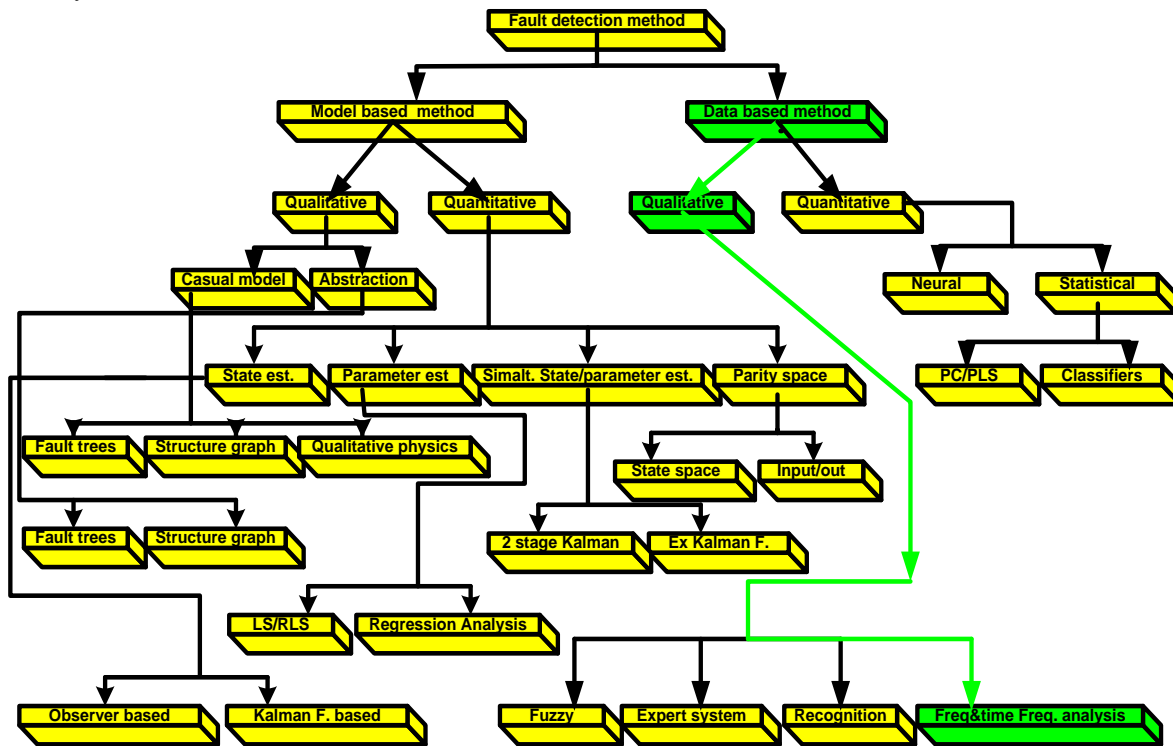 Fault detection method
Model based method
Data based method
Qualitative
Quantitative
Qualitative
Quantitative
Casual model
Abstraction
Neural
Statistical
State est.
Parameter est
Simalt. State/parameter est.
Parity space
PC/PLS
Classifiers
Fault trees
Structure graph
Qualitative physics
State space
Input/out
Fault trees
Structure graph
2 stage Kalman
Ex Kalman F.
LS/RLS
Regression Analysis
Observer based
Kalman F. based
Fuzzy
Expert system
Recognition
Freq&time Freq. analysis